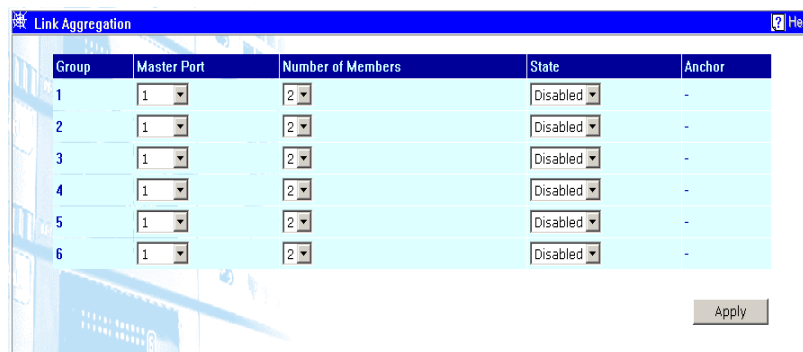 Link Aggregation ? He
Group Master Port Number of Members State Anchor
1 1 2 Disabled -
2 1 2 Disabled -
3 1 2 Disabled -
4 1 2 Disabled -
5 1 2 Disabled -
6 1 2 Disabled -
Apply